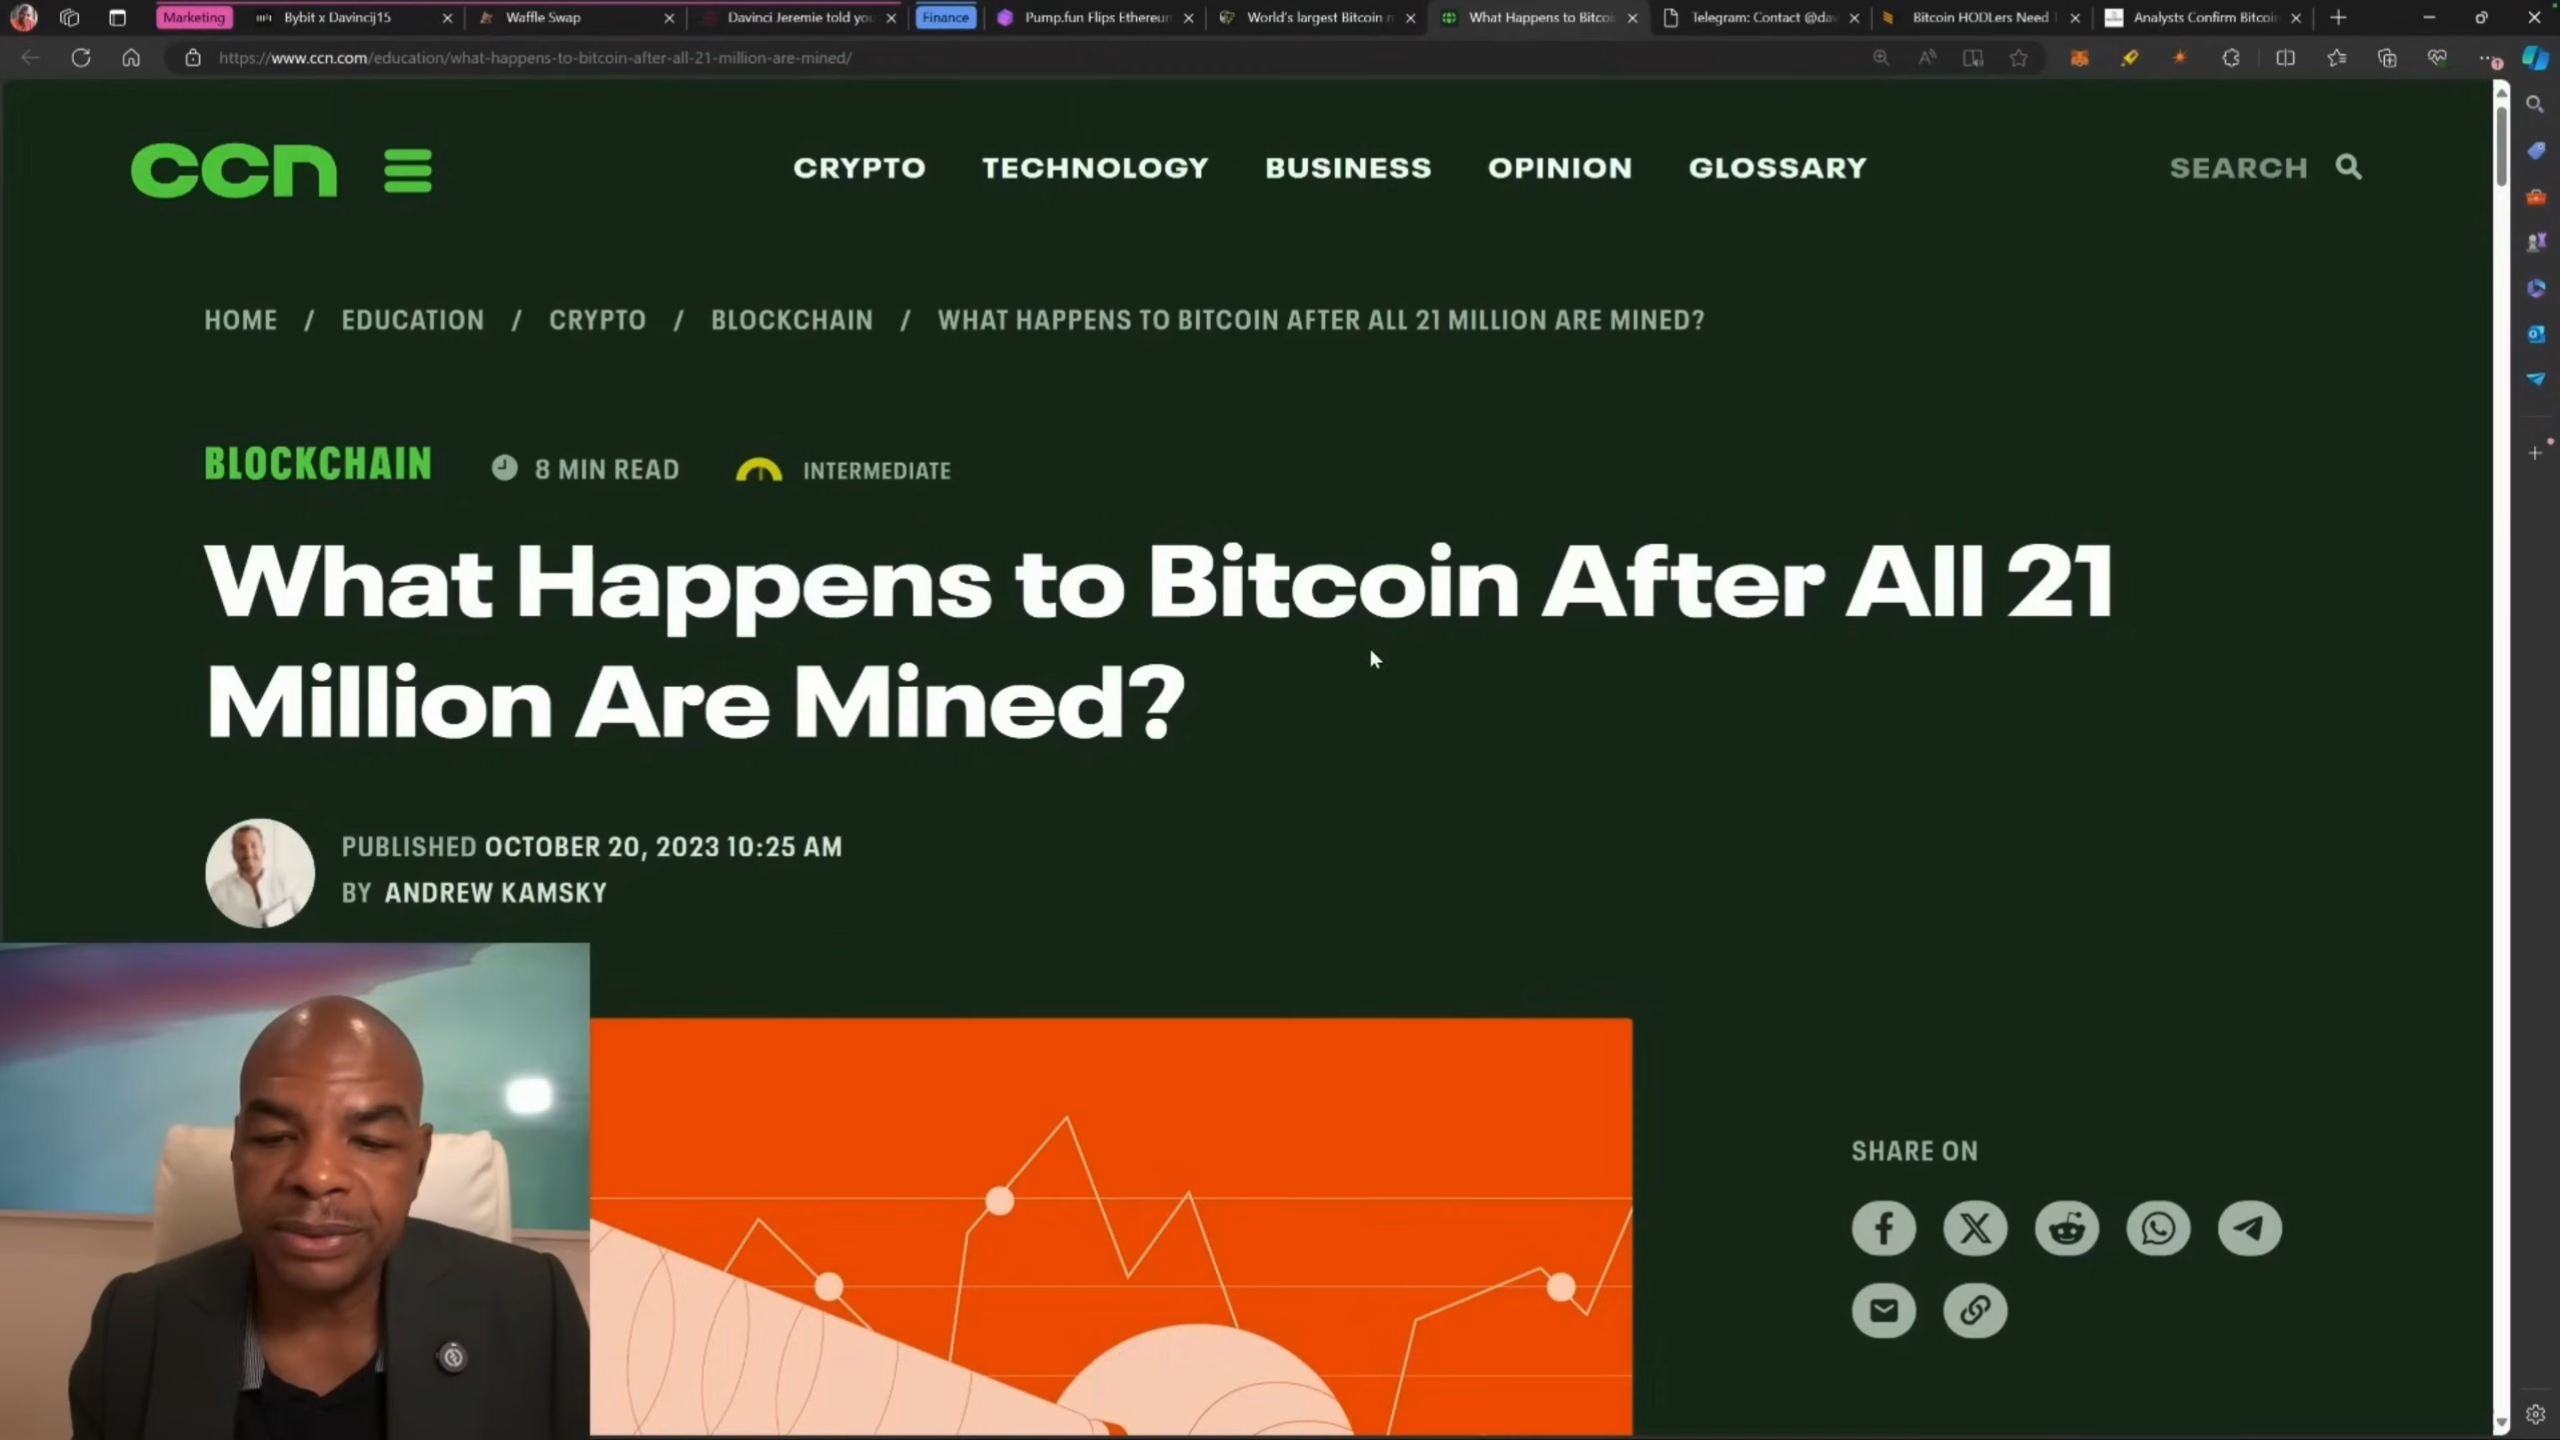 Marketing
Bybit x Davincij15
Waffle Swap
Davinci Jeremie told you
Finance
Pump.fun Flips Ethereum
World's largest Bitcoin
What Happens to Bitcoi
Telegram: Contact @dav
Bitcoin HODLers Need
Analysts Confirm Bitcoi
https://www.ccn.com/education/what-happens-to-bitcoin-after-all-21-million-are-mined/
ccn
CRYPTO
TECHNOLOGY
BUSINESS
OPINION
GLOSSARY
SEARCH
HOME / EDUCATION / CRYPTO / BLOCKCHAIN / WHAT HAPPENS TO BITCOIN AFTER ALL 21 MILLION ARE MINED?
BLOCKCHAIN
8 MIN READ
INTERMEDIATE
What Happens to Bitcoin After All 21
Million Are Mined?
PUBLISHED OCTOBER 20, 2023 10:25 AM
BY ANDREW KAMSKY
SHARE ON